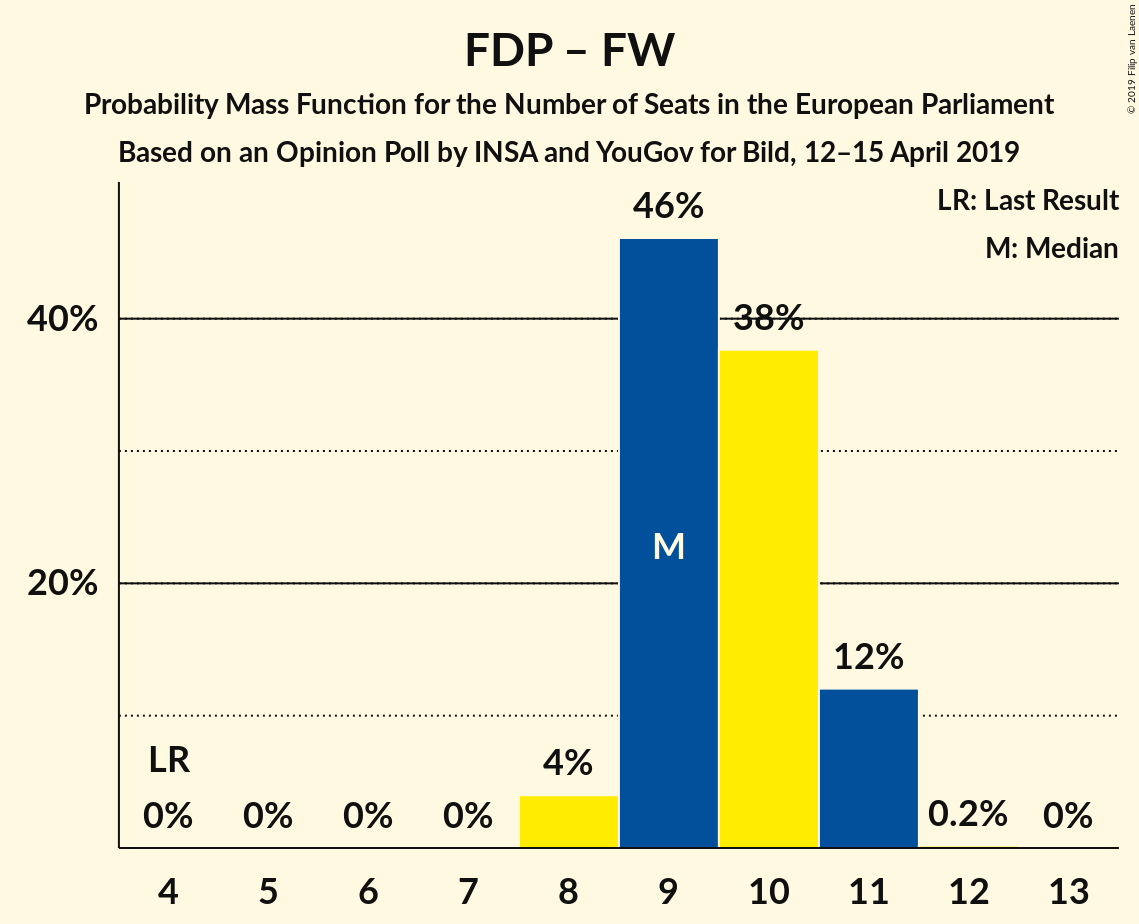 FDP – FW
Probability Mass Function for the Number of Seats in the European Parliament
Based on an Opinion Poll by INSA and YouGov for Bild, 12–15 April 2019
© 2019 Filip van Laenen
LR: Last Result
M: Median
46%
40%
38%
M
20%
12%
LR
4%
0%
0%
0%
0%
0.2%
0%
4
5
6
7
8
9
10
11
12
13